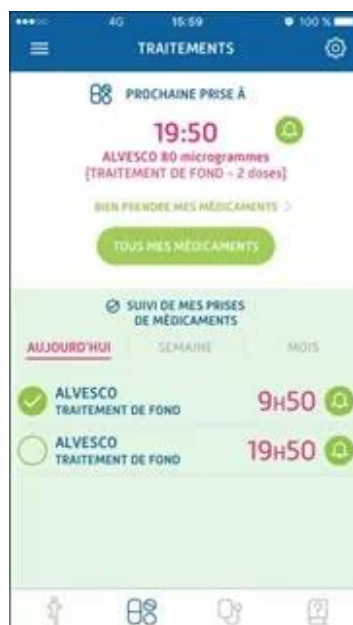 4G 15:59 100 %
TRAITEMENTS
PROCHAINE PRISE À
19:50
ALVESCO 80 microgrammes
[TRAITEMENT DE FOND - 2 doses]
BIEN PRENDRE MES MÉDICAMENTS >
TOUS MES MÉDICAMENTS
SUIVI DE MES PRISES
DE MÉDICAMENTS
AUJOURD'HUI SEMAINE MOIS
ALVESCO
TRAITEMENT DE FOND
9H50
ALVESCO
TRAITEMENT DE FOND
19H50